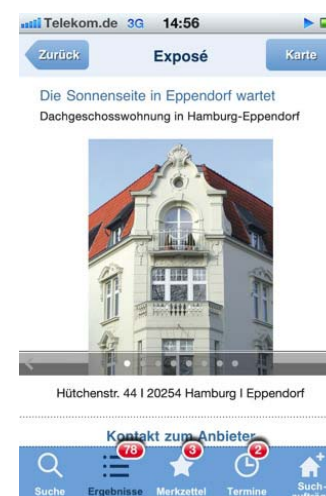 Telekom.de 3G 14:56
Zurück Exposé Karte
Die Sonnenseite in Eppendorf wartet
Dachgeschosswohnung in Hamburg-Eppendorf
Hütchenstr. 44 I 20254 Hamburg I Eppendorf
Kontakt zum Anbieter
78 3 2
Suche Ergebnisse Merkzettel Termine Such-